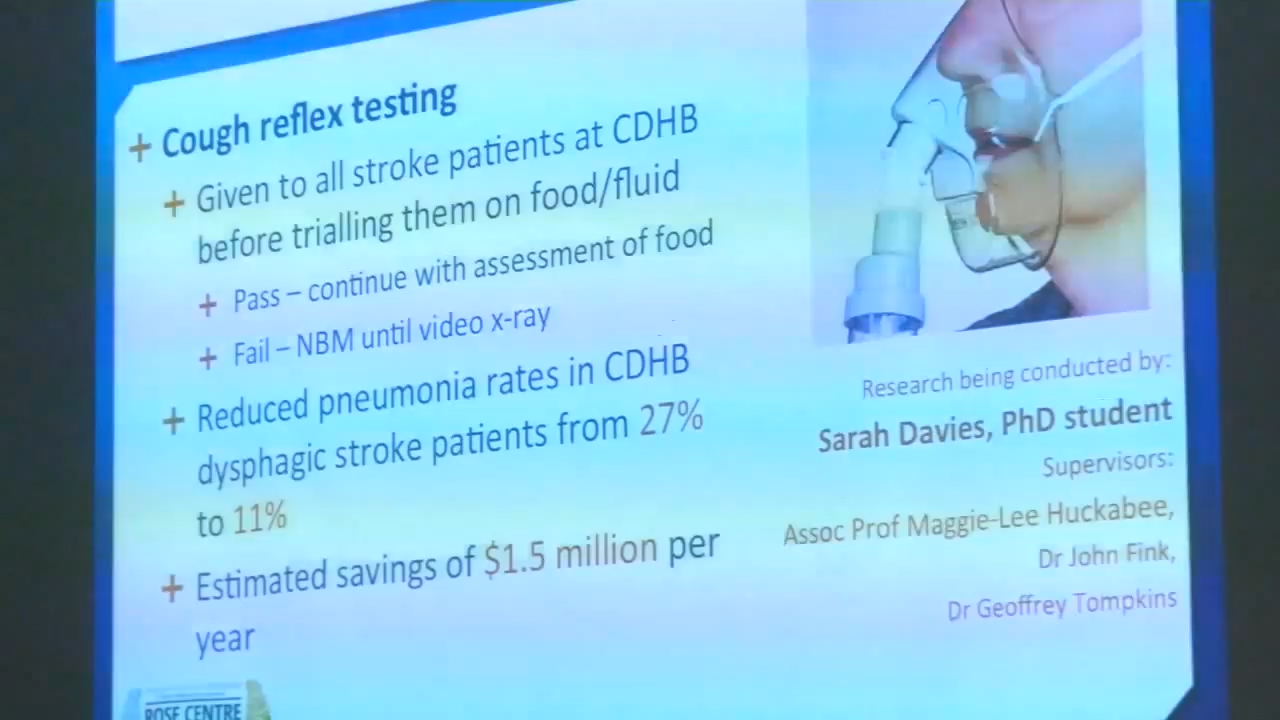 + Cough reflex testing
+ Given to all stroke patients at CDHB
before trialling them on food/fluid
+ Pass – continue with assessment of food
+ Fail – NBM until video x-ray
+ Reduced pneumonia rates in CDHB
dysphagic stroke patients from 27%
to 11%
+ Estimated savings of $1.5 million per
year
Research being conducted by:
Sarah Davies, PhD student
Supervisors:
Assoc Prof Maggie-Lee Huckabee,
Dr John Fink,
Dr Geoffrey Tompkins
ROSE CENTRE